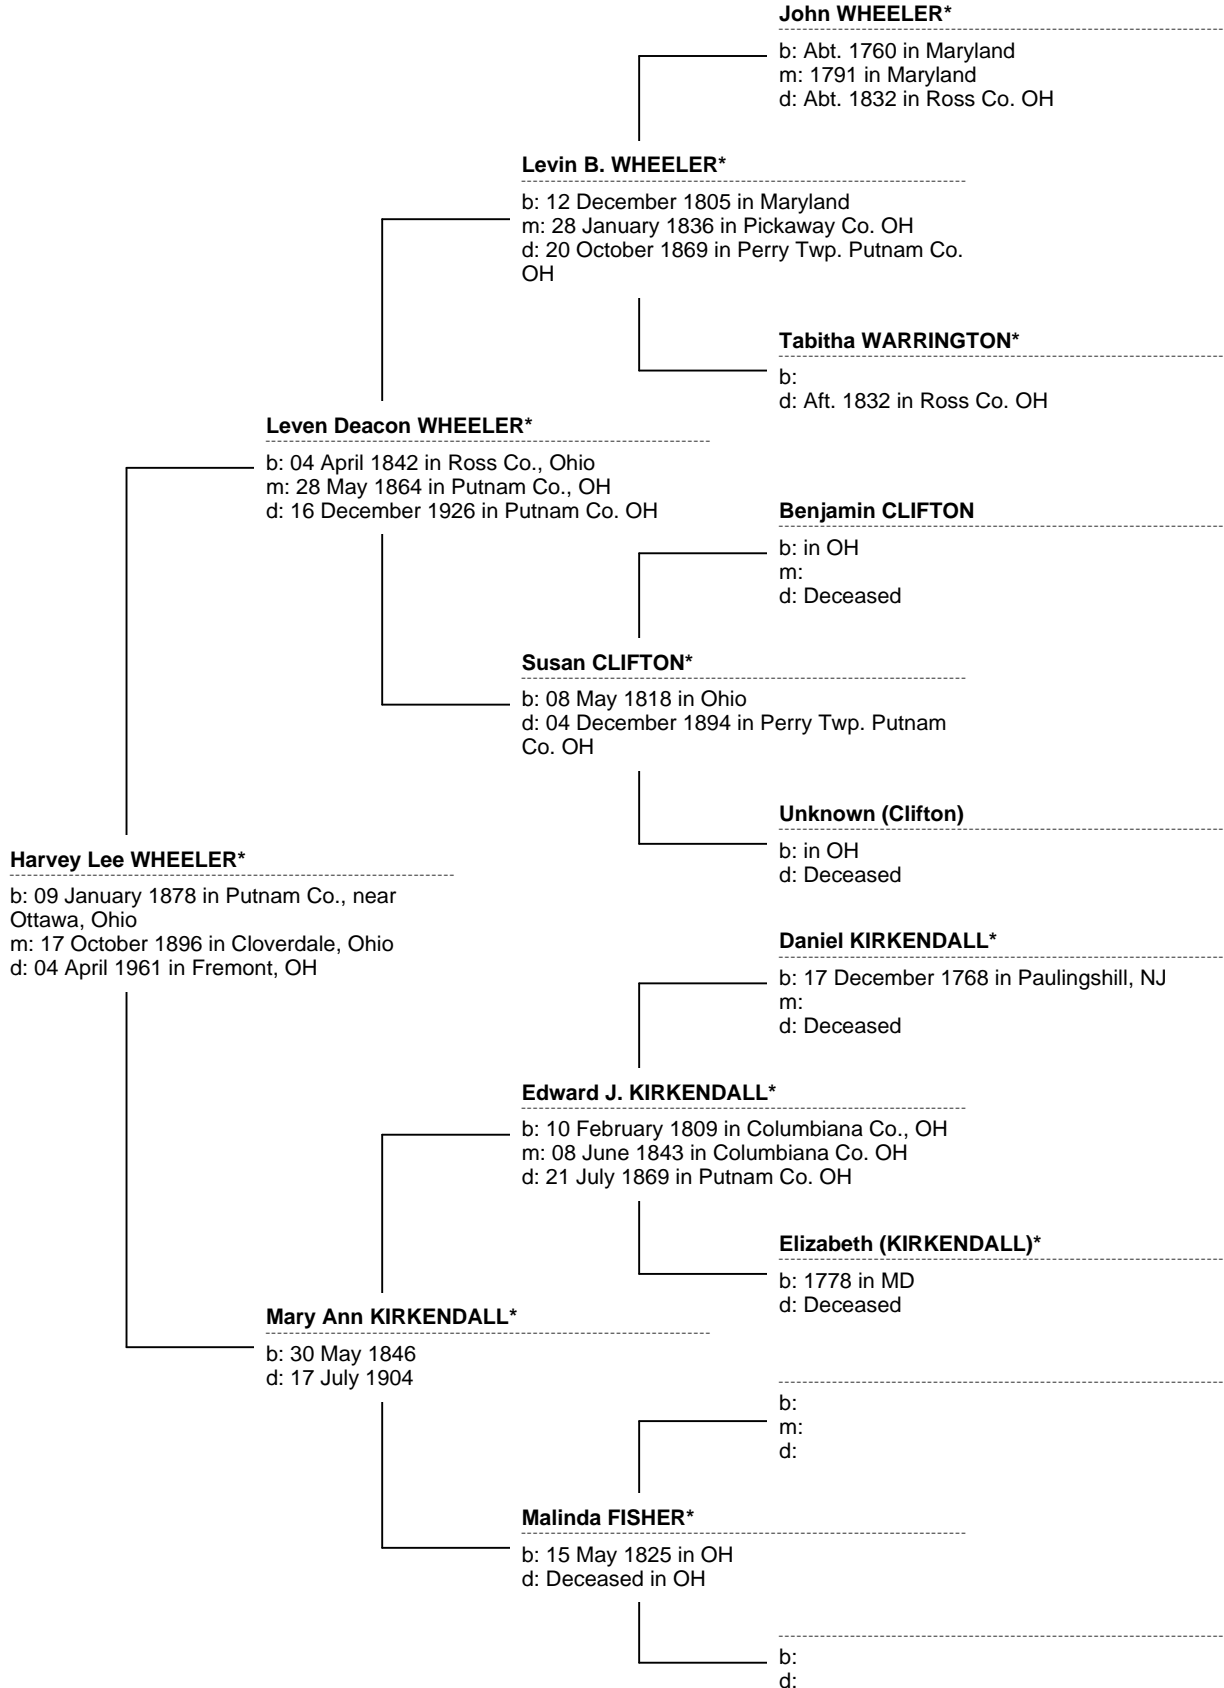 John WHEELER*
b: Abt. 1760 in Maryland
m: 1791 in Maryland
d: Abt. 1832 in Ross Co. OH
Levin B. WHEELER*
b: 12 December 1805 in Maryland
m: 28 January 1836 in Pickaway Co. OH
d: 20 October 1869 in Perry Twp. Putnam Co.
OH
Tabitha WARRINGTON*
b:
d: Aft. 1832 in Ross Co. OH
Leven Deacon WHEELER*
b: 04 April 1842 in Ross Co., Ohio
m: 28 May 1864 in Putnam Co., OH
d: 16 December 1926 in Putnam Co. OH
Benjamin CLIFTON
b: in OH
m:
d: Deceased
Susan CLIFTON*
b: 08 May 1818 in Ohio
d: 04 December 1894 in Perry Twp. Putnam
Co. OH
Unknown (Clifton)
b: in OH
d: Deceased
Harvey Lee WHEELER*
b: 09 January 1878 in Putnam Co., near
Ottawa, Ohio
m: 17 October 1896 in Cloverdale, Ohio
d: 04 April 1961 in Fremont, OH
Daniel KIRKENDALL*
b: 17 December 1768 in Paulingshill, NJ
m:
d: Deceased
Edward J. KIRKENDALL*
b: 10 February 1809 in Columbiana Co., OH
m: 08 June 1843 in Columbiana Co. OH
d: 21 July 1869 in Putnam Co. OH
Elizabeth (KIRKENDALL)*
b: 1778 in MD
d: Deceased
Mary Ann KIRKENDALL*
b: 30 May 1846
d: 17 July 1904
b:
m:
d:
Malinda FISHER*
b: 15 May 1825 in OH
d: Deceased in OH
b:
d: